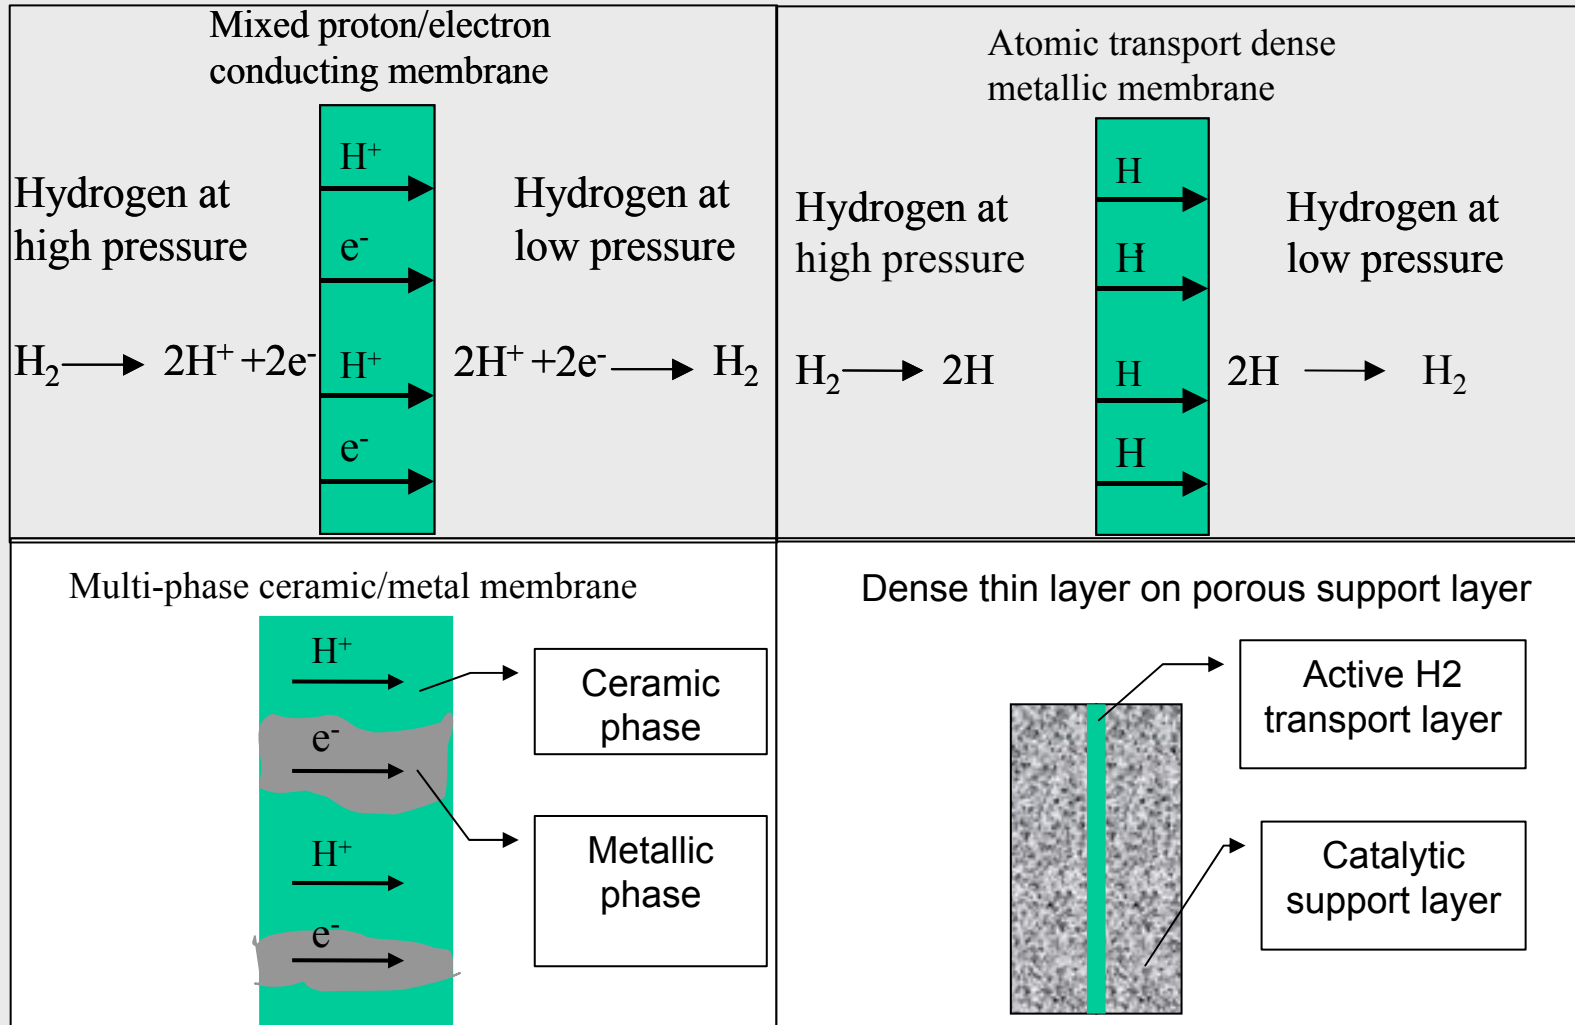 Mixed proton/electron
conducting membrane
H⁺
Hydrogen at
high pressure
Hydrogen at
low pressure
e⁻
H₂ → 2H⁺ +2e⁻
H⁺
2H⁺ +2e⁻ → H₂
e⁻
Atomic transport dense
metallic membrane
H
Hydrogen at
high pressure
Hydrogen at
low pressure
H
H₂ → 2H
H
2H → H₂
H
Multi-phase ceramic/metal membrane
H⁺
Ceramic
phase
e⁻
H⁺
Metallic
phase
e⁻
Dense thin layer on porous support layer
Active H2
transport layer
Catalytic
support layer